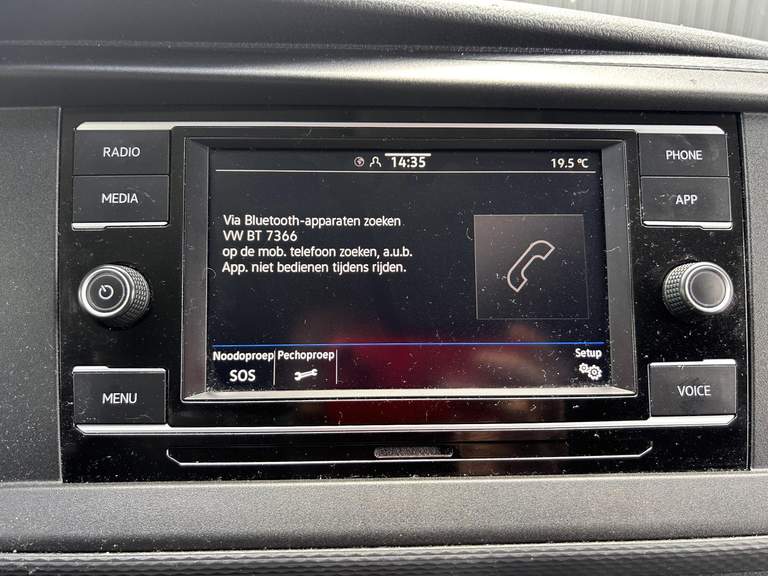 RADIO
MEDIA
MENU
14:35
19.5 °C
Via Bluetooth-apparaten zoeken
VW BT 7366
op de mob. telefoon zoeken, a.u.b.
App. niet bedienen tijdens rijden.
Noodoproep
SOS
Pechoproep
Setup
PHONE
APP
VOICE